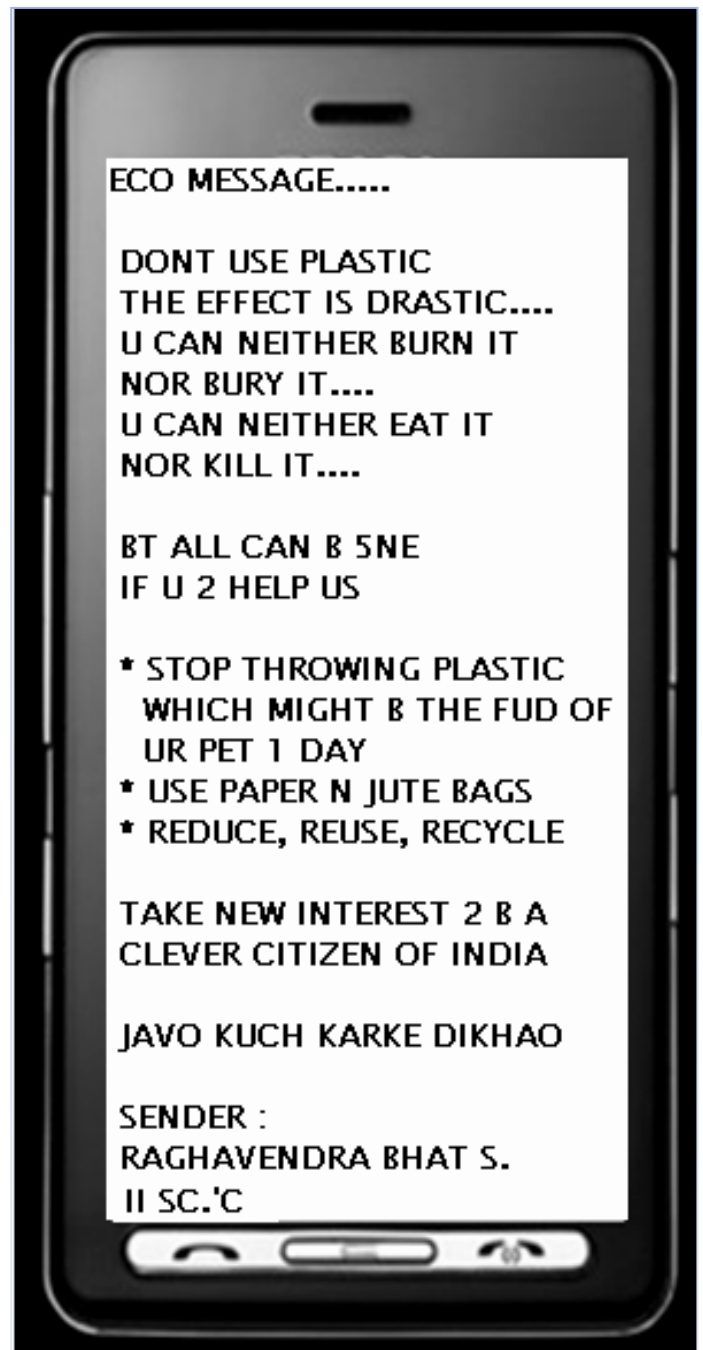 ECO MESSAGE.....
DONT USE PLASTIC
THE EFFECT IS DRASTIC....
U CAN NEITHER BURN IT
NOR BURY IT....
U CAN NEITHER EAT IT
NOR KILL IT....
BT ALL CAN B 5NE
IF U 2 HELP US
* STOP THROWING PLASTIC
WHICH MIGHT B THE FUD OF
UR PET 1 DAY
* USE PAPER N JUTE BAGS
* REDUCE, REUSE, RECYCLE
TAKE NEW INTEREST 2 B A
CLEVER CITIZEN OF INDIA
JAVO KUCH KARKE DIKHAO
SENDER :
RAGHAVENDRA BHAT S.
II SC.'C